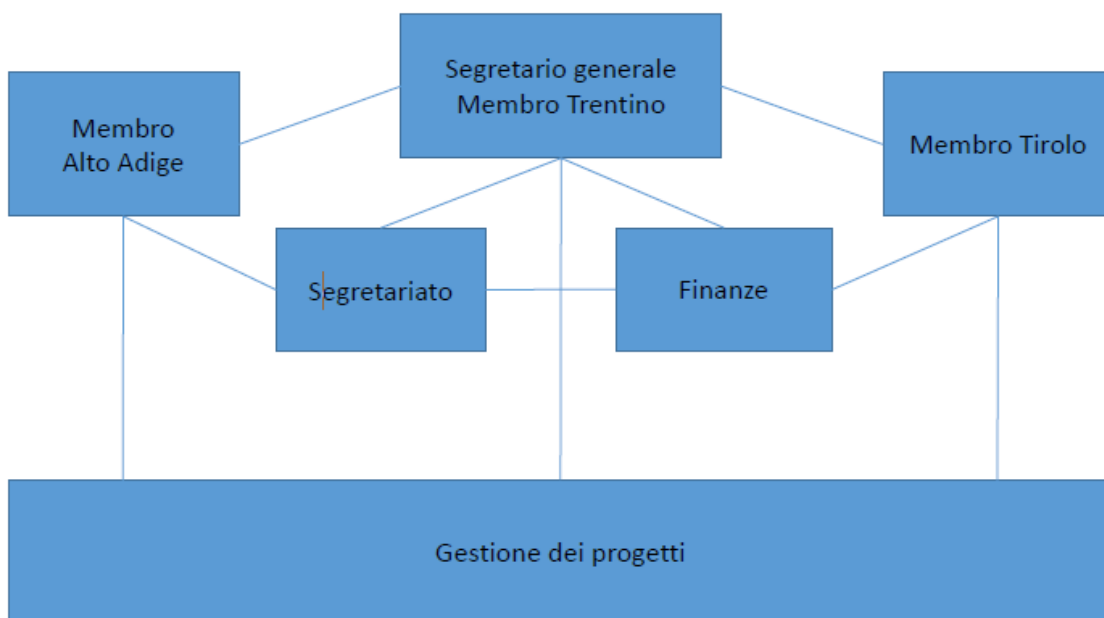 Segretario generale
Membro Trentino
Membro
Alto Adige
Membro Tirolo
Segretariato
Finanze
Gestione dei progetti